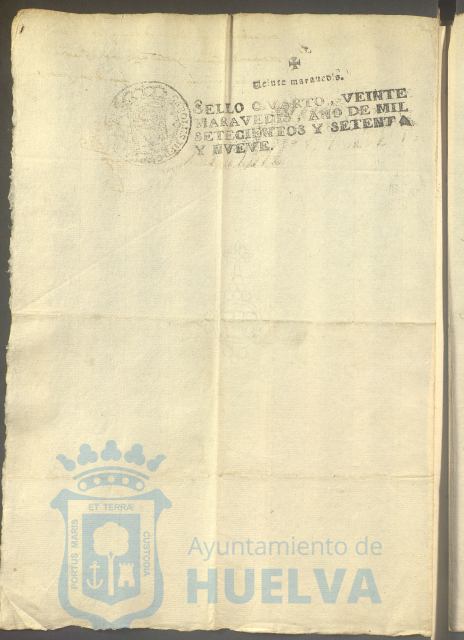 Veinte maravedis.
SELLO QVARTO, VEINTE
MARAVEDIS, AÑO DE MIL
SETECIENTOS Y SETENTA
Y NVEVE.
ET TERRÆ
PORTUS MARIS
CUSTODIA
Ayuntamiento de
HUELVA